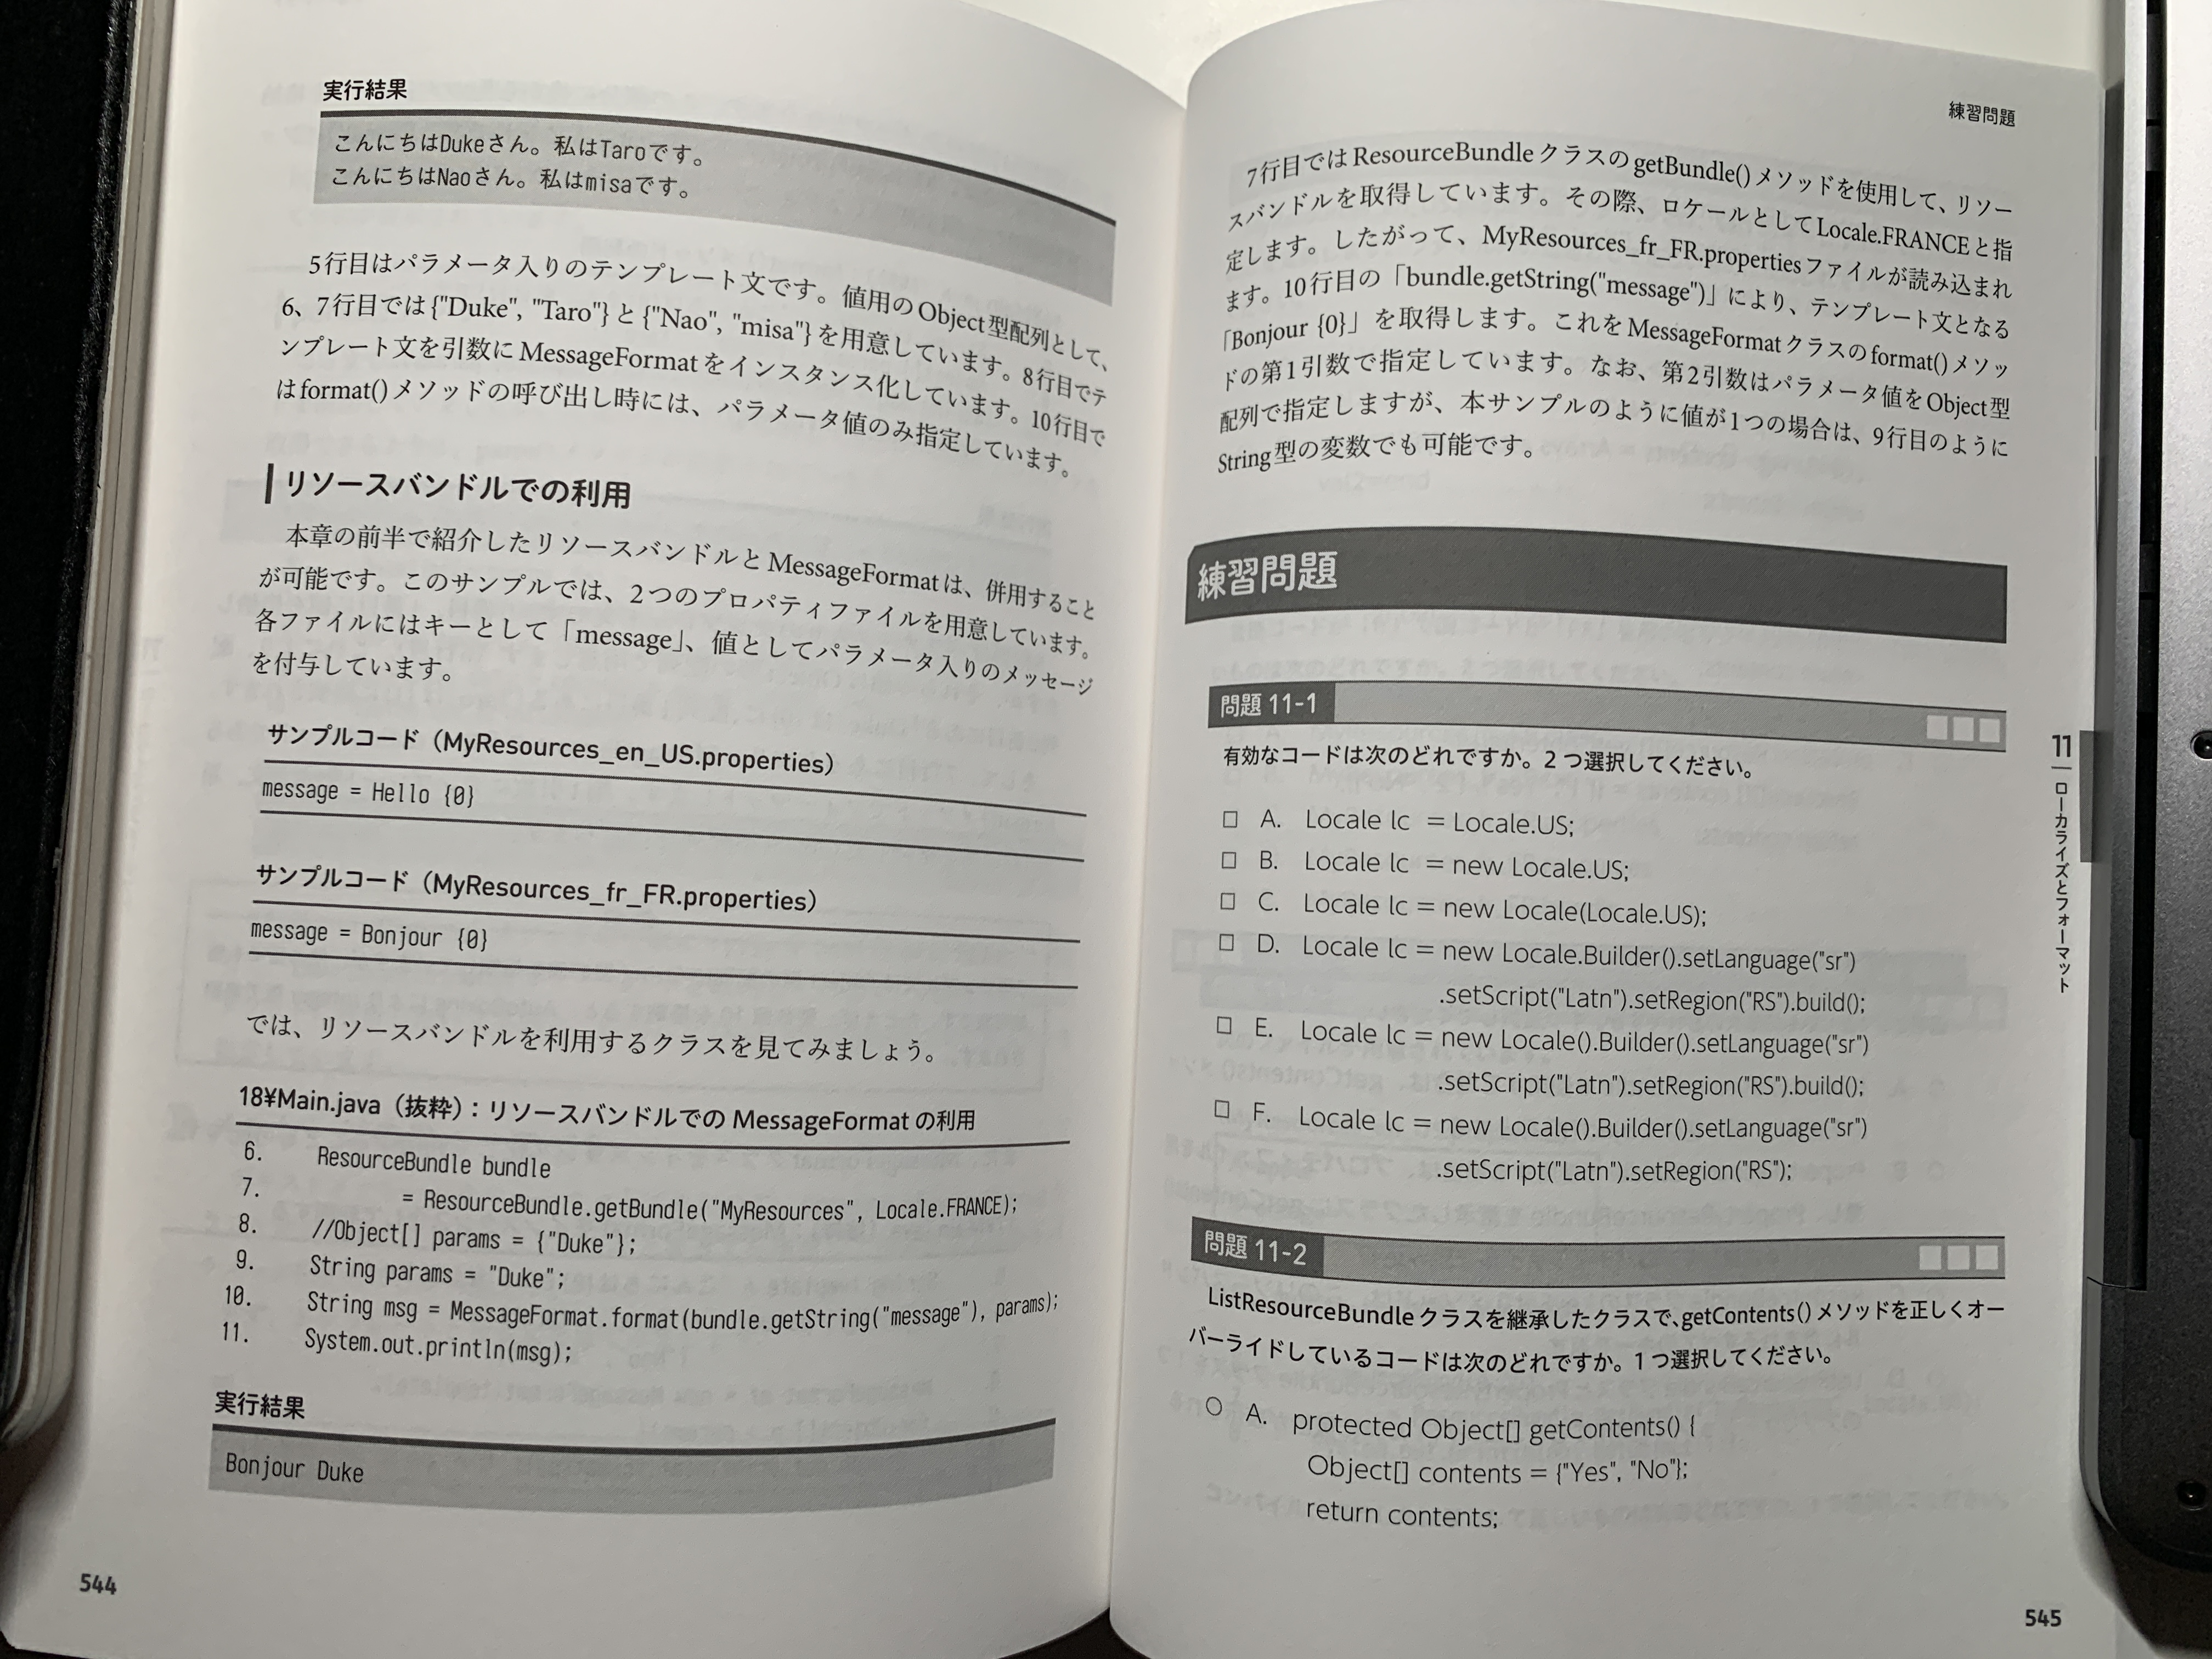 実行結果
こんにちはDukeさん。私はTaroです。
こんにちはNaoさん。私はmisaです。
5行目はパラメータ入りのテンプレート文です。値用のObject型配列として、
6、7行目では{"Duke", "Taro"}と{"Nao", "misa"}を用意しています。8行目でテ
ンプレート文を引数にMessageFormatをインスタンス化しています。10行目で
はformat()メソッドの呼び出し時には、パラメータ値のみ指定しています。
リソースバンドルでの利用
本章の前半で紹介したリソースバンドルとMessageFormatは、併用すること
が可能です。このサンプルでは、2つのプロパティファイルを用意しています。
各ファイルにはキーとして「message」、値としてパラメータ入りのメッセージ
を付与しています。
サンプルコード（MyResources_en_US.properties）
message = Hello {0}
サンプルコード（MyResources_fr_FR.properties）
message = Bonjour {0}
では、リソースバンドルを利用するクラスを見てみましょう。
18¥Main.java（抜粋）：リソースバンドルでの MessageFormat の利用
6. ResourceBundle bundle
7. = ResourceBundle.getBundle("MyResources", Locale.FRANCE);
8. //Object[] params = {"Duke"};
9. String params = "Duke";
10. String msg = MessageFormat.format(bundle.getString("message"), params);
11. System.out.println(msg);
実行結果
Bonjour Duke
544
練習問題
7行目ではResourceBundleクラスのgetBundle()メソッドを使用して、リソー
スバンドルを取得しています。その際、ロケールとしてLocale.FRANCEと指
定します。したがって、MyResources_fr_FR.propertiesファイルが読み込まれ
ます。10行目の「bundle.getString("message")」により、テンプレート文となる
「Bonjour {0}」を取得します。これをMessageFormatクラスのformat()メソッ
ドの第1引数で指定しています。なお、第2引数はパラメータ値をObject型
配列で指定しますが、本サンプルのように値が1つの場合は、9行目のように
String型の変数でも可能です。
練習問題
問題 11-1
有効なコードは次のどれですか。2 つ選択してください。
□ A. Locale lc = Locale.US;
□ B. Locale lc = new Locale.US;
□ C. Locale lc = new Locale(Locale.US);
□ D. Locale lc = new Locale.Builder().setLanguage("sr")
.setScript("Latn").setRegion("RS").build();
□ E. Locale lc = new Locale().Builder().setLanguage("sr")
.setScript("Latn").setRegion("RS").build();
□ F. Locale lc = new Locale().Builder().setLanguage("sr")
.setScript("Latn").setRegion("RS");
問題 11-2
ListResourceBundleクラスを継承したクラスで、getContents()メソッドを正しくオー
バーライドしているコードは次のどれですか。1 つ選択してください。
○ A. protected Object[] getContents() {
Object[] contents = {"Yes", "No"};
return contents;
11
ローカライズとフォーマット
545